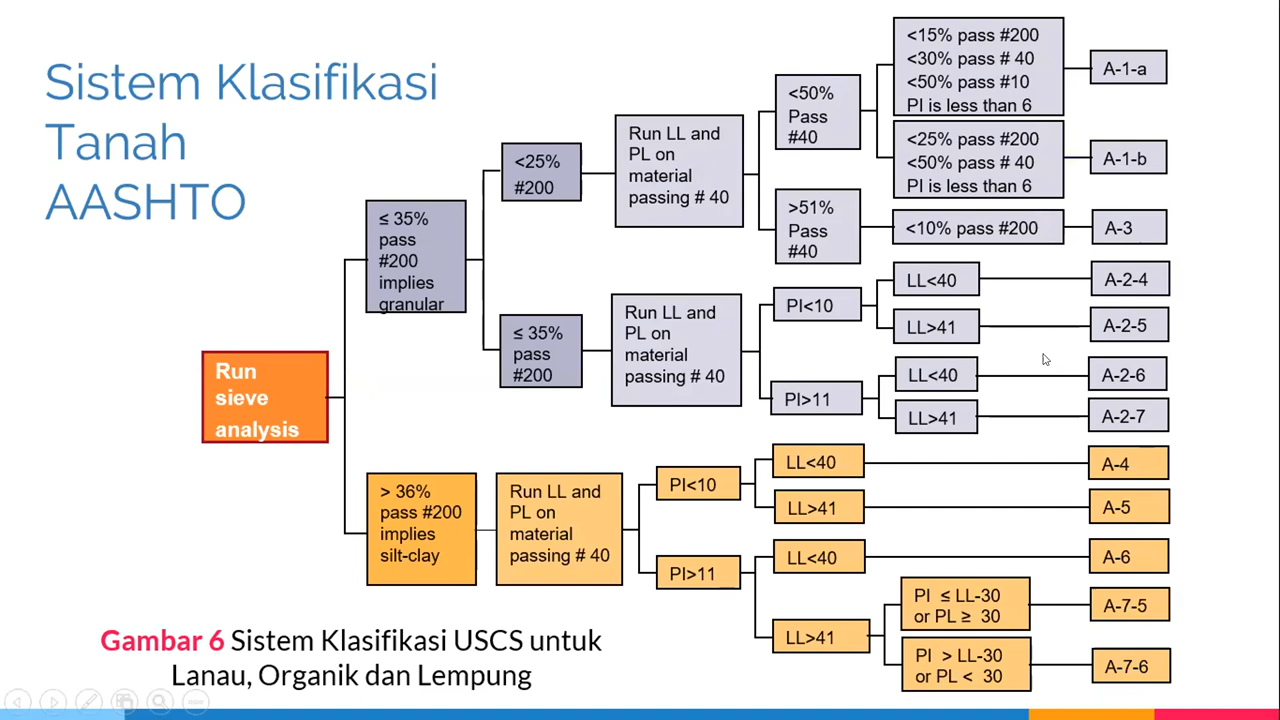 Sistem Klasifikasi
Tanah
AASHTO
Run
sieve
analysis
≤ 35%
pass
#200
implies
granular
<25%
#200
Run LL and
PL on
material
passing # 40
<50%
Pass
#40
<15% pass #200
<30% pass # 40
<50% pass #10
PI is less than 6
A-1-a
<25% pass #200
<50% pass # 40
PI is less than 6
A-1-b
>51%
Pass
#40
<10% pass #200
A-3
≤ 35%
pass
#200
Run LL and
PL on
material
passing # 40
PI<10
LL<40
A-2-4
LL>41
A-2-5
PI>11
LL<40
A-2-6
LL>41
A-2-7
> 36%
pass #200
implies
silt-clay
Run LL and
PL on
material
passing # 40
PI<10
LL<40
A-4
LL>41
A-5
PI>11
LL<40
A-6
LL>41
PI ≤ LL-30
or PL ≥ 30
A-7-5
PI > LL-30
or PL < 30
A-7-6
Gambar 6 Sistem Klasifikasi USCS untuk
Lanau, Organik dan Lempung